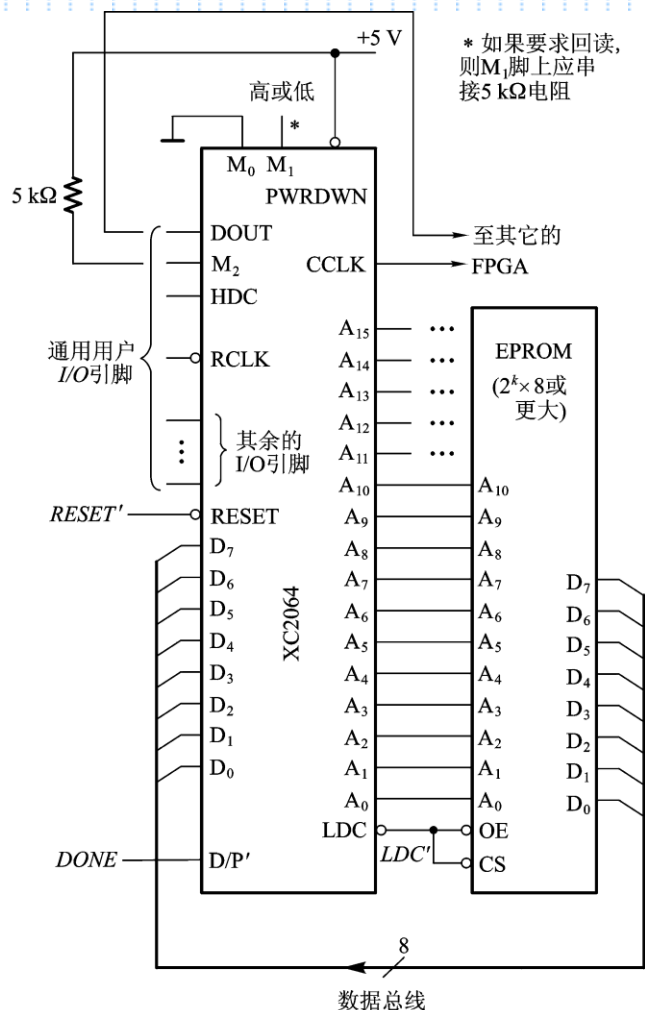 +5 V
* 如果要求回读,
则M₁脚上应串
接5 kΩ电阻
高或低
*
M₀ M₁
PWRDWN
5 kΩ
DOUT
至其它的
M₂
CCLK
FPGA
HDC
通用用户
I/O引脚
RCLK
其余的
I/O引脚
A₁₅ ···
A₁₄ ···
A₁₃ ···
A₁₂ ···
A₁₁ ···
EPROM
(2ᵏ×8或
更大)
A₁₀ A₁₀
RESET′ RESET
A₉ A₉
D₇
A₈ A₈
D₆
A₇ A₇ D₇
D₅
A₆ A₆ D₆
D₄
A₅ A₅ D₅
D₃
A₄ A₄ D₄
D₂
A₃ A₃ D₃
D₁
A₂ A₂ D₂
D₀
A₁ A₁ D₁
A₀ A₀ D₀
XC2064
LDC OE
LDC′
CS
DONE D/P′
8
数据总线